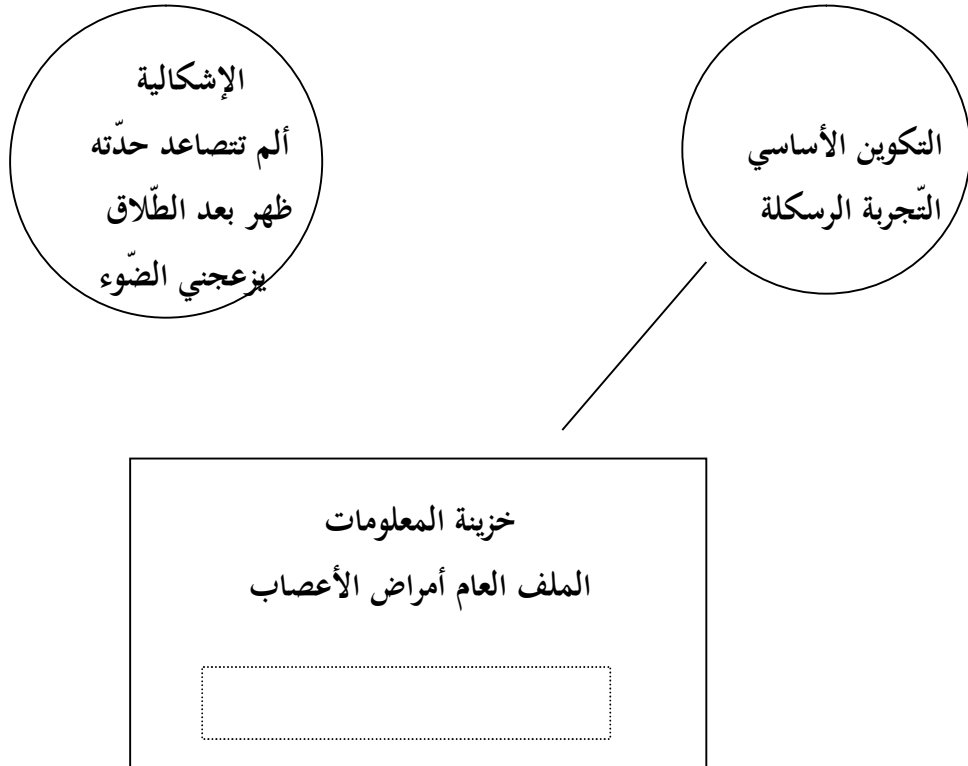 الإشكالية
ألم تتصاعد حدّته
ظهر بعد الطّلاق
يزعجني الضّوء
التكوين الأساسي
التّجربة الرسكلة
خزينة المعلومات
الملف العام أمراض الأعصاب